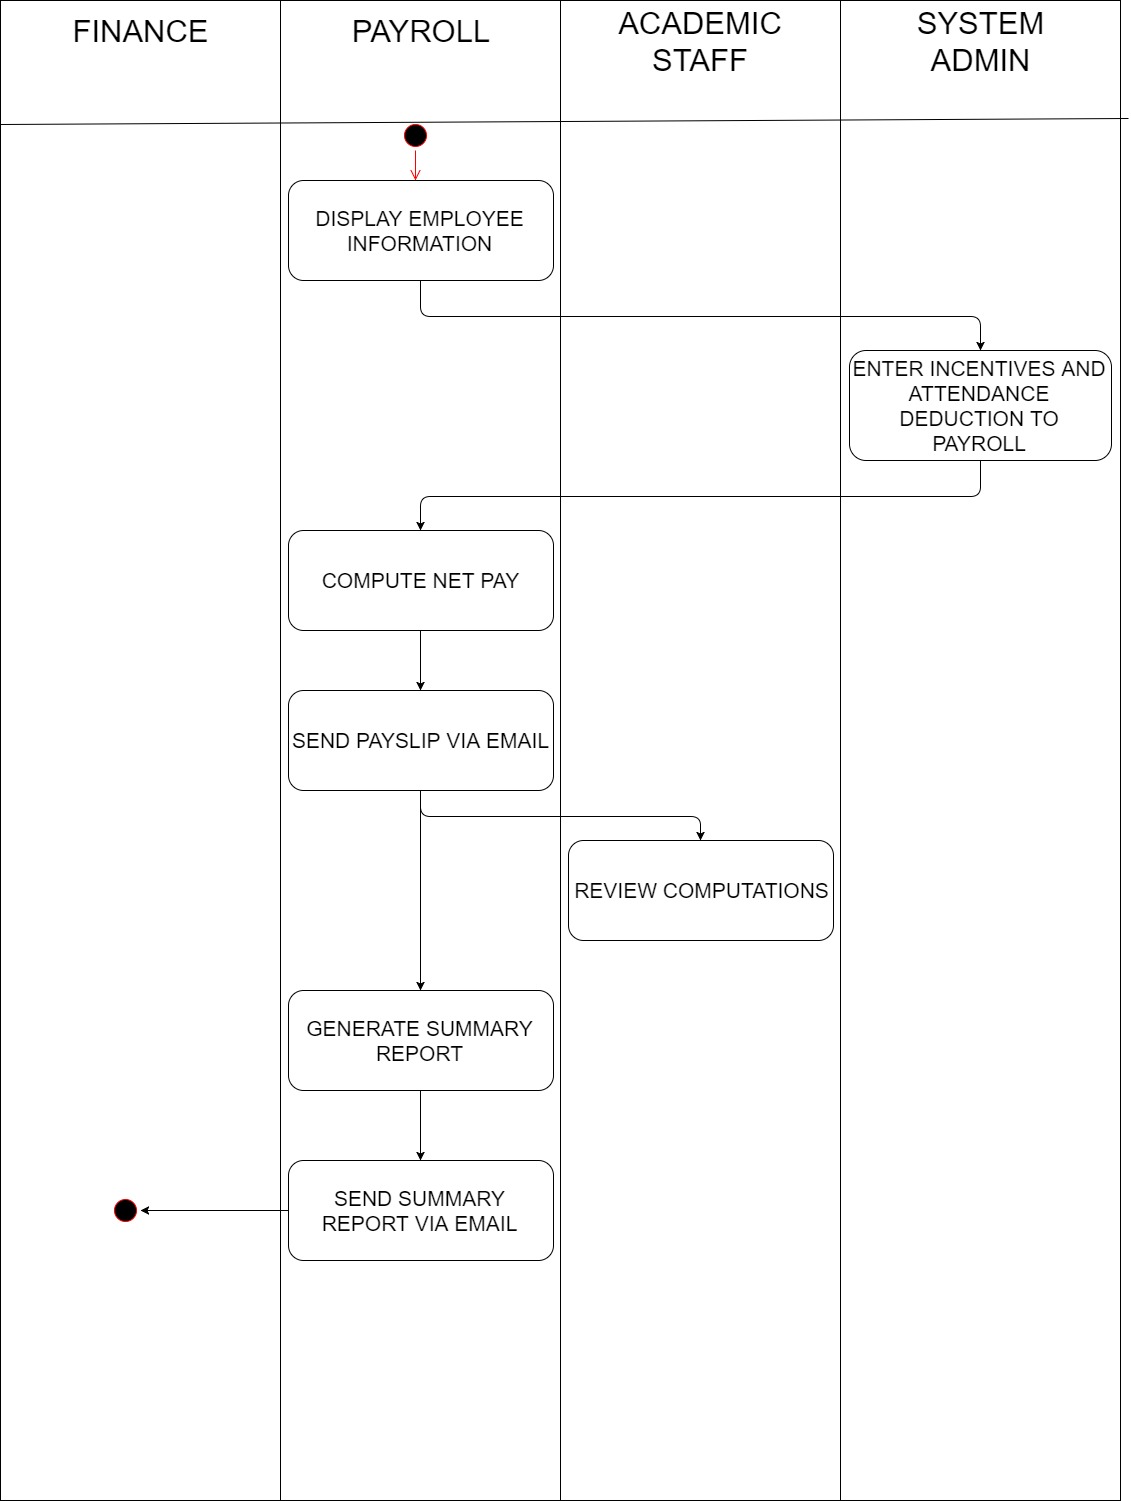 FINANCE
PAYROLL
ACADEMIC
STAFF
SYSTEM
ADMIN
DISPLAY EMPLOYEE
INFORMATION
ENTER INCENTIVES AND
ATTENDANCE
DEDUCTION TO
PAYROLL
COMPUTE NET PAY
SEND PAYSLIP VIA EMAIL
REVIEW COMPUTATIONS
GENERATE SUMMARY
REPORT
SEND SUMMARY
REPORT VIA EMAIL